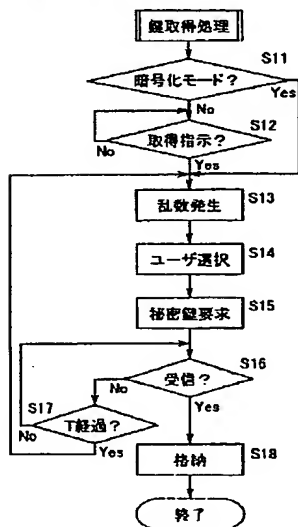 鍵取得処理
S11
暗号化モード?
Yes
No
S12
取得指示?
No
Yes
乱数発生
S13
ユーザ選択
S14
秘密鍵要求
S15
S16
受信?
No
Yes
S17
T経過?
No
Yes
格納
S18
終了